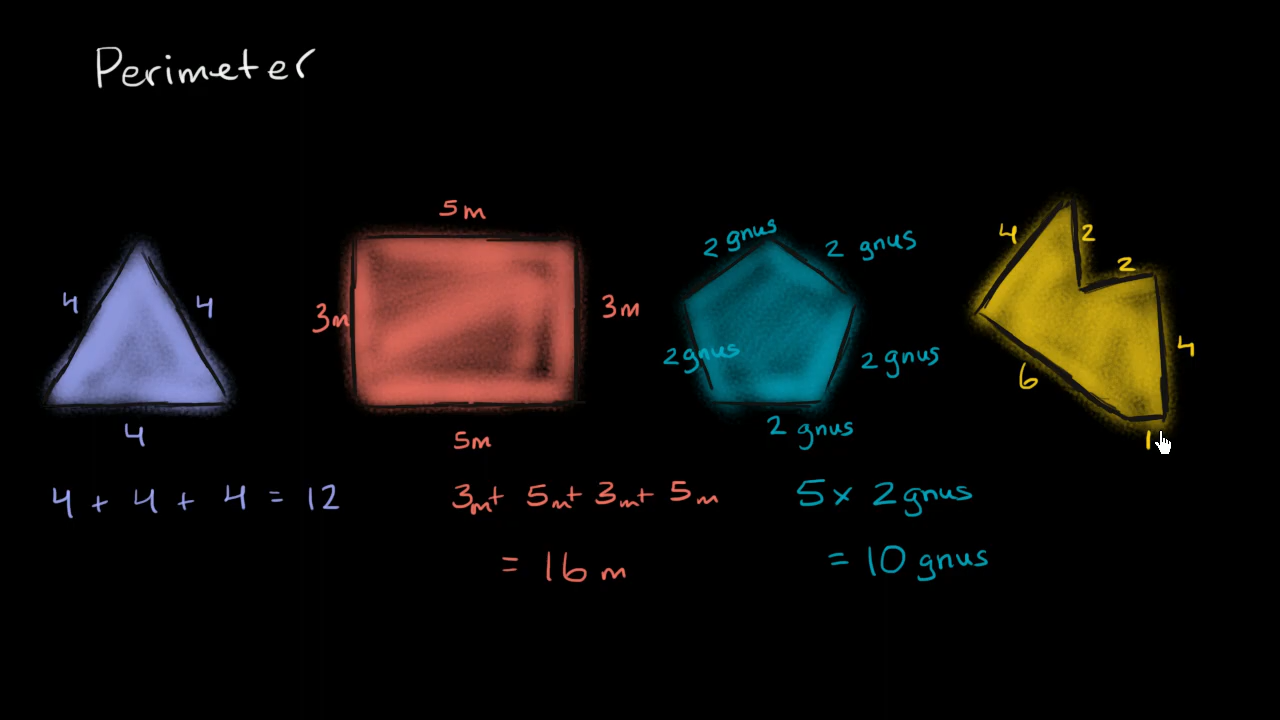 Perimeter
5m
4
2
2 gnus
2 gnus
2
4
4
3m
3m
4
2gnus
2 gnus
6
4
5m
2 gnus
1
4 + 4 + 4 = 12
3m+ 5m+ 3m+ 5m
= 16 m
5 x 2gnus
= 10 gnus